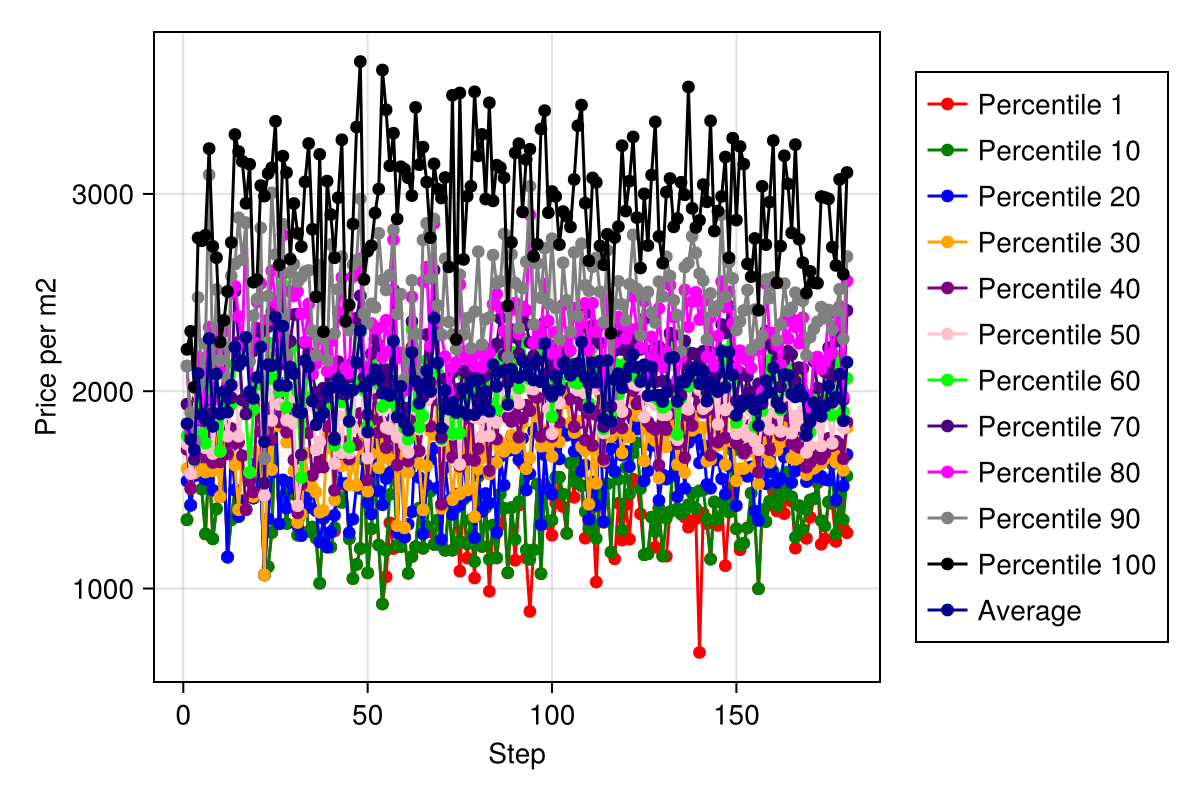 3000
2000
1000
0
50
100
150
Price per m2
Step
Percentile 1
Percentile 10
Percentile 20
Percentile 30
Percentile 40
Percentile 50
Percentile 60
Percentile 70
Percentile 80
Percentile 90
Percentile 100
Average